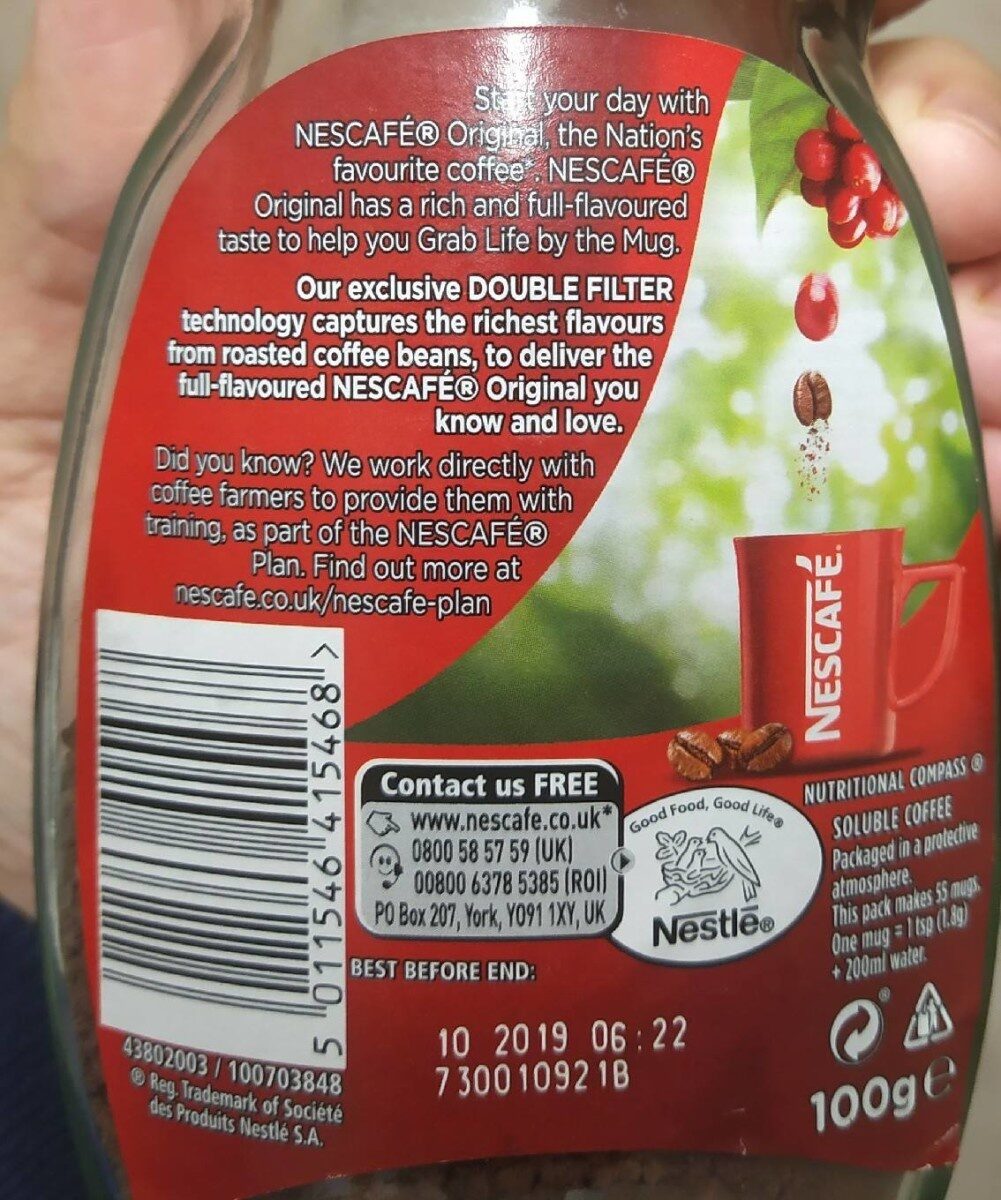 Start your day with
NESCAFÉ® Original, the Nation's
favourite coffee*. NESCAFÉ®
Original has a rich and full-flavoured
taste to help you Grab Life by the Mug.
Our exclusive DOUBLE FILTER
technology captures the richest flavours
from roasted coffee beans, to deliver the
full-flavoured NESCAFÉ® Original you
know and love.
Did you know? We work directly with
coffee farmers to provide them with
training, as part of the NESCAFÉ®
Plan. Find out more at
nescafe.co.uk/nescafe-plan
NESCAFÉ.
5 011546 415468 >
Contact us FREE
www.nescafe.co.uk*
0800 58 57 59 (UK)
00800 6378 5385 (ROI)
PO Box 207, York, YO91 1XY, UK
Good Food, Good Life®
Nestlé®
NUTRITIONAL COMPASS®
SOLUBLE COFFEE
Packaged in a protective
atmosphere.
This pack makes 55 mugs.
One mug = 1 tsp (1.8g)
+ 200ml water.
BEST BEFORE END:
10 2019 06:22
73001092 1B
43802003 / 100703848
® Reg. Trademark of Société
des Produits Nestlé S.A.
®
100g ℮